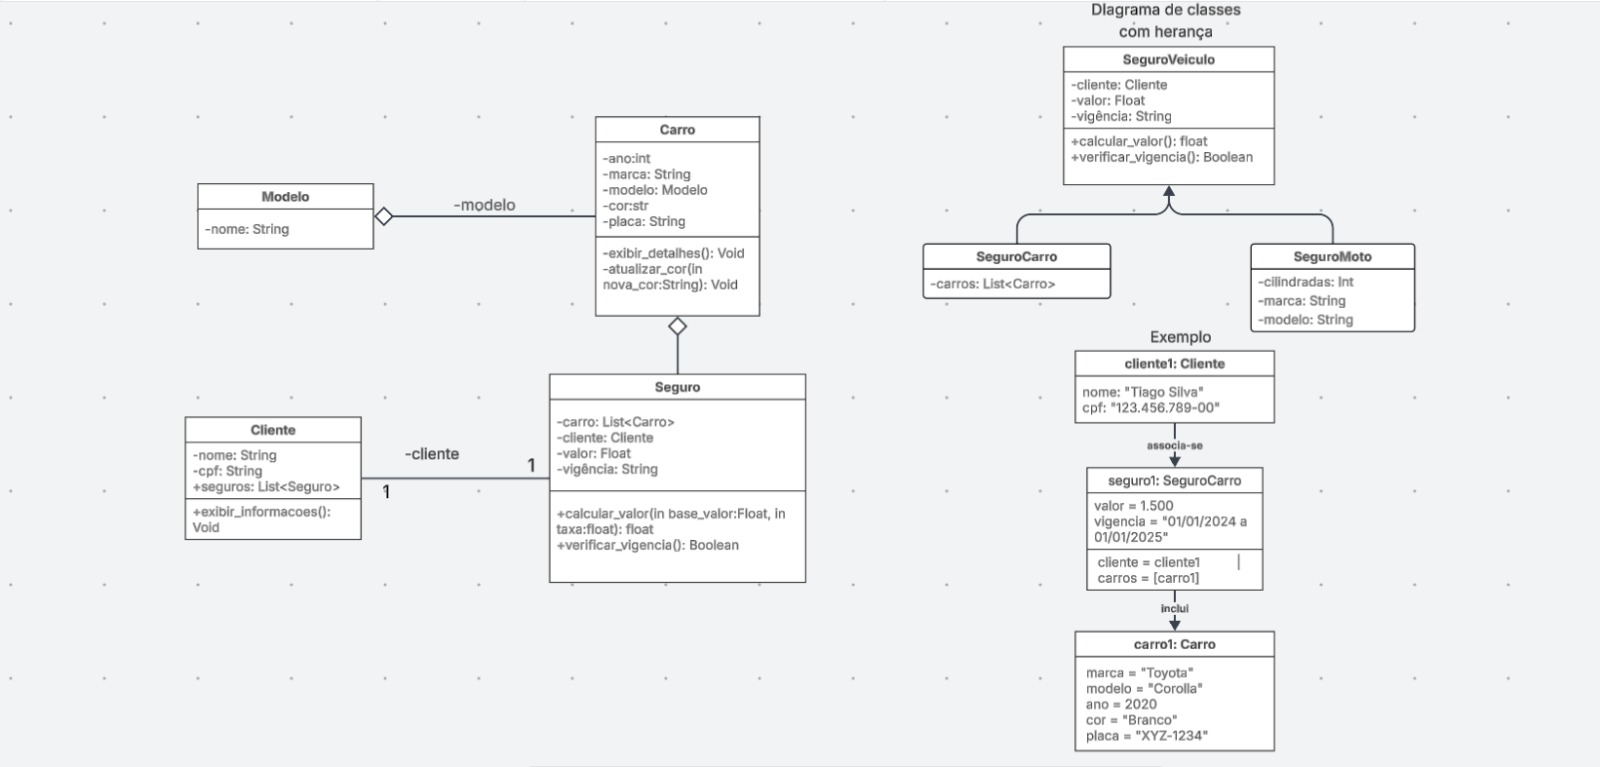 Modelo
-nome: String
-modelo
Carro
-ano:int
-marca: String
-modelo: Modelo
-cor:str
-placa: String
-exibir_detalhes(): Void
-atualizar_cor(in
nova_cor:String): Void
Cliente
-nome: String
-cpf: String
+seguros: List<Seguro>
+exibir_informacoes():
Void
-cliente
1
1
Seguro
-carro: List<Carro>
-cliente: Cliente
-valor: Float
-vigência: String
+calcular_valor(in base_valor:Float, in
taxa:float): float
+verificar_vigencia(): Boolean
DIagrama de classes
com herança
SeguroVeiculo
-cliente: Cliente
-valor: Float
-vigência: String
+calcular_valor(): float
+verificar_vigencia(): Boolean
SeguroCarro
-carros: List<Carro>
SeguroMoto
-cilindradas: Int
-marca: String
-modelo: String
Exemplo
cliente1: Cliente
nome: "Tiago Silva"
cpf: "123.456.789-00"
associa-se
seguro1: SeguroCarro
valor = 1.500
vigencia = "01/01/2024 a
01/01/2025"
cliente = cliente1
carros = [carro1]
inclui
carro1: Carro
marca = "Toyota"
modelo = "Corolla"
ano = 2020
cor = "Branco"
placa = "XYZ-1234"